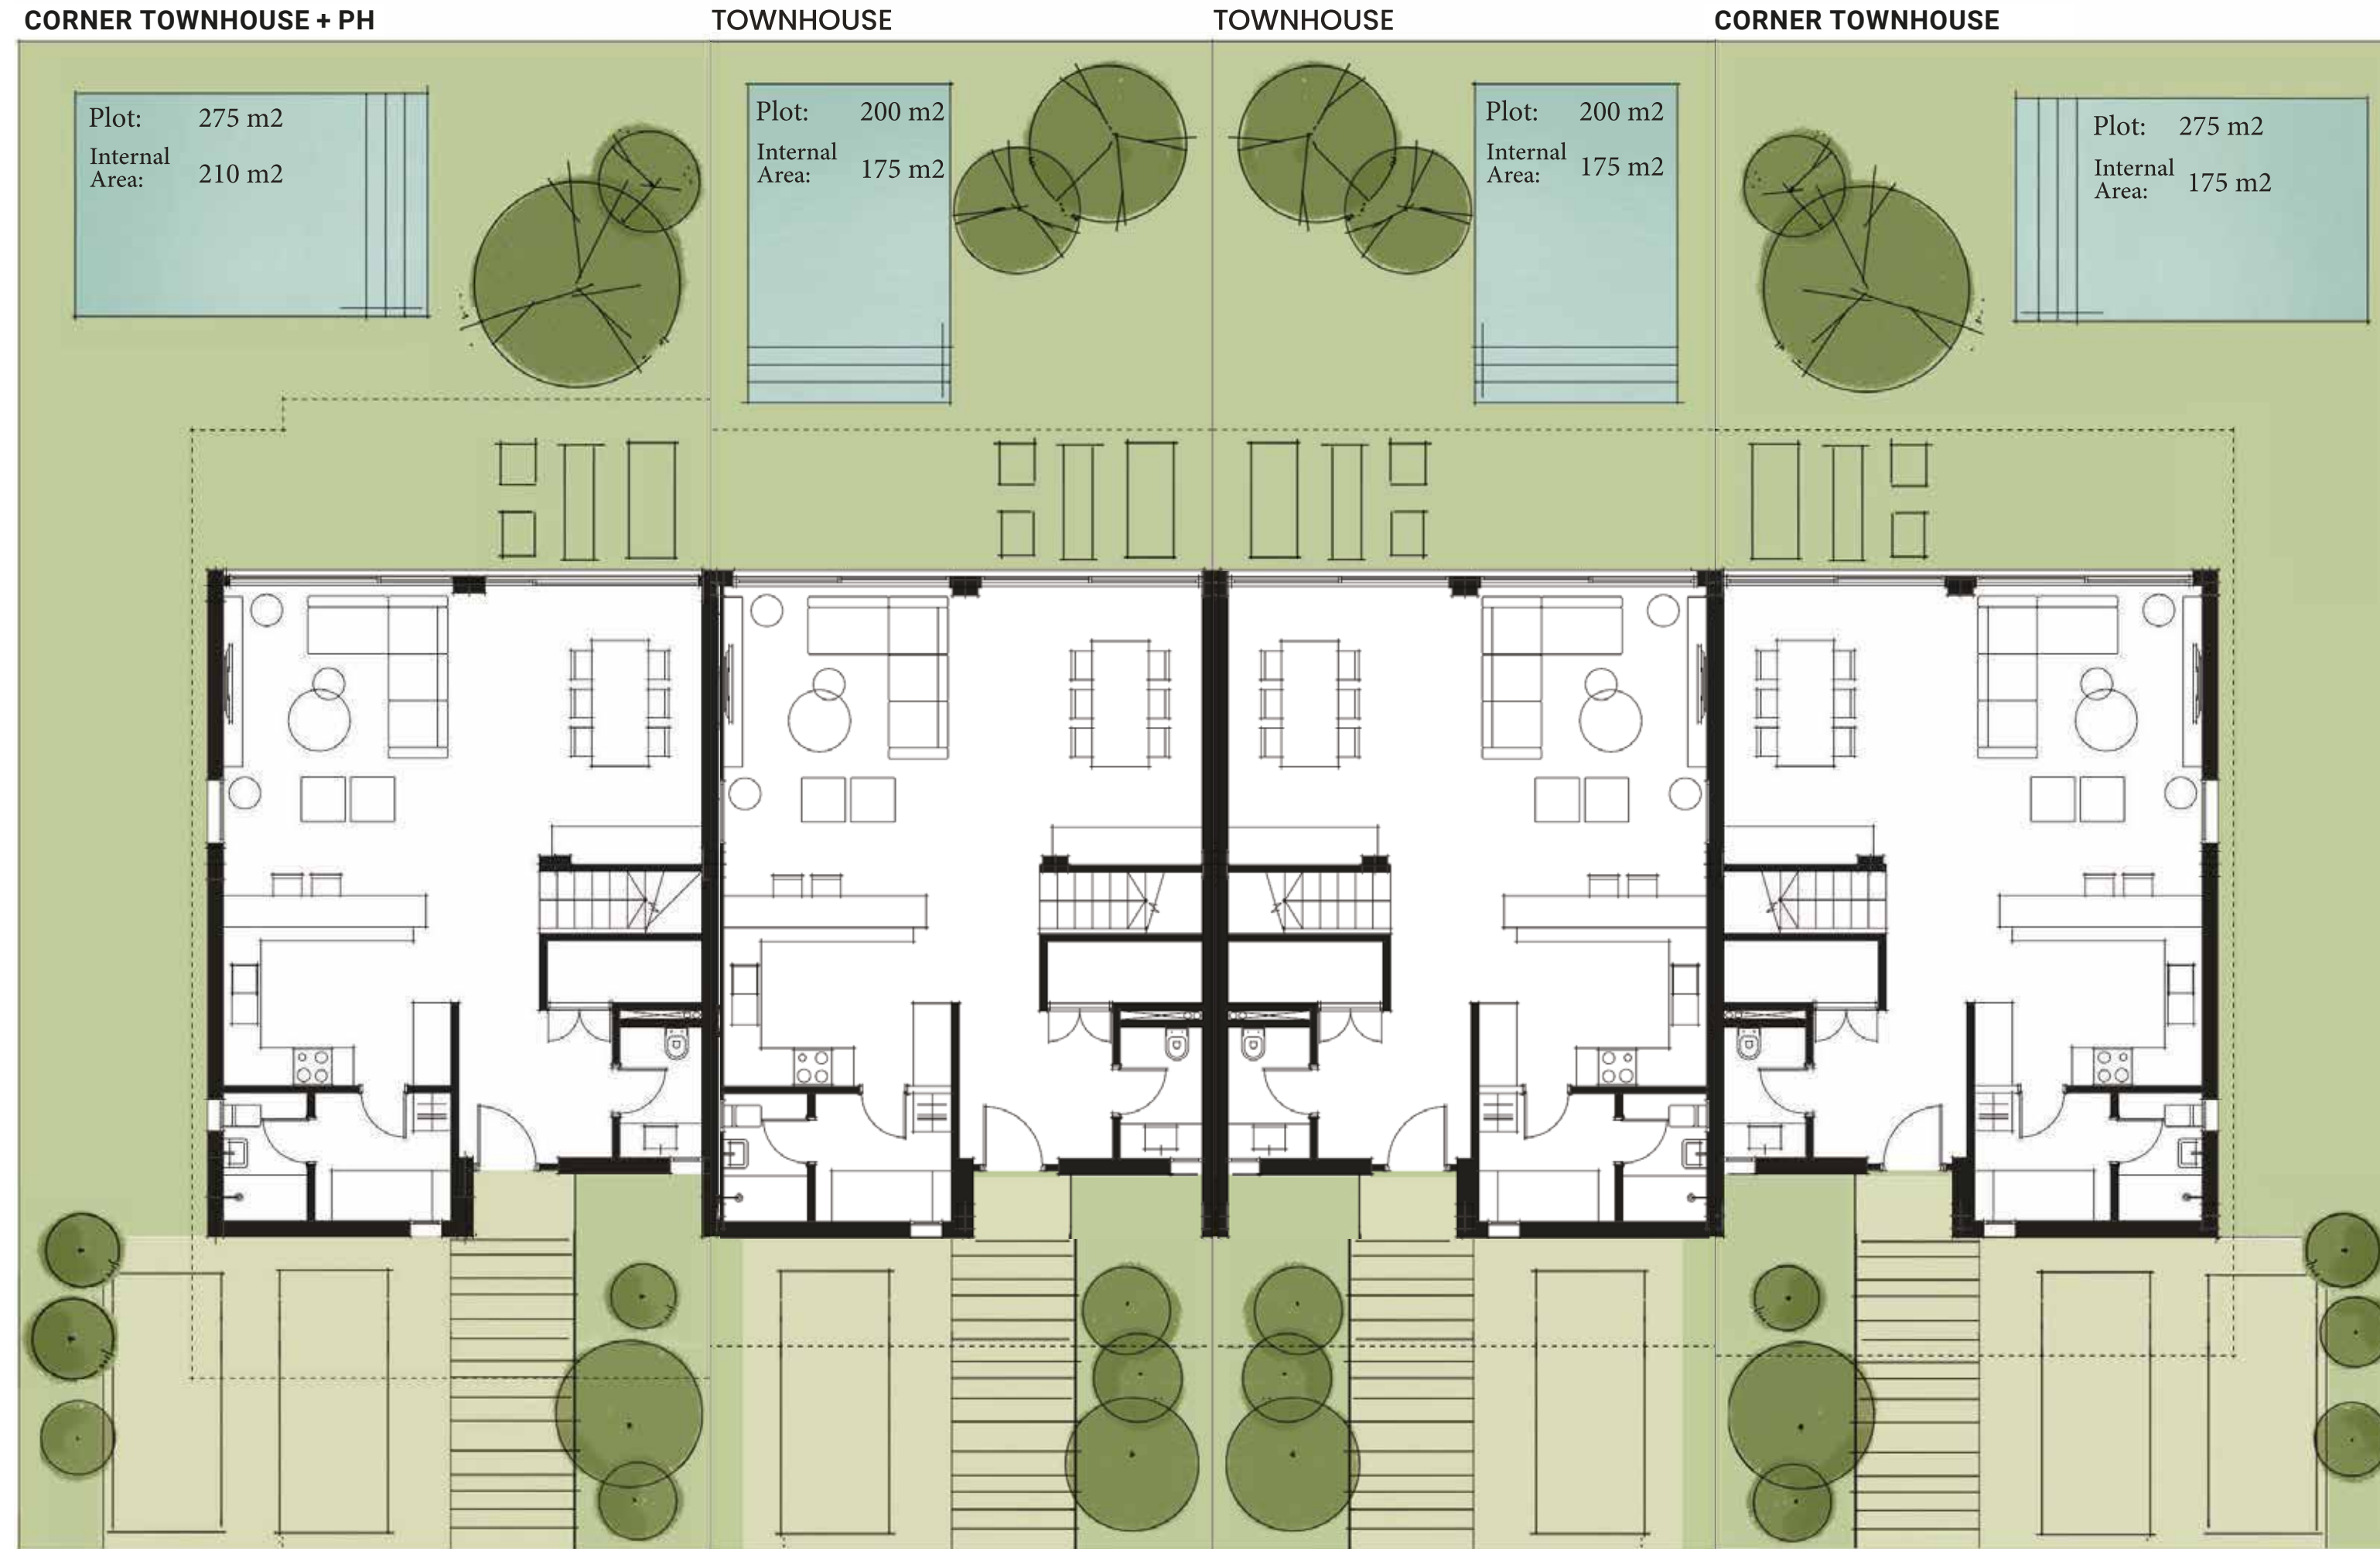 CORNER TOWNHOUSE + PH
TOWNHOUSE
TOWNHOUSE
CORNER TOWNHOUSE
Plot: 275 m2
Internal
Area: 210 m2
Plot: 200 m2
Internal
Area: 175 m2
Plot: 200 m2
Internal
Area: 175 m2
Plot: 275 m2
Internal
Area: 175 m2